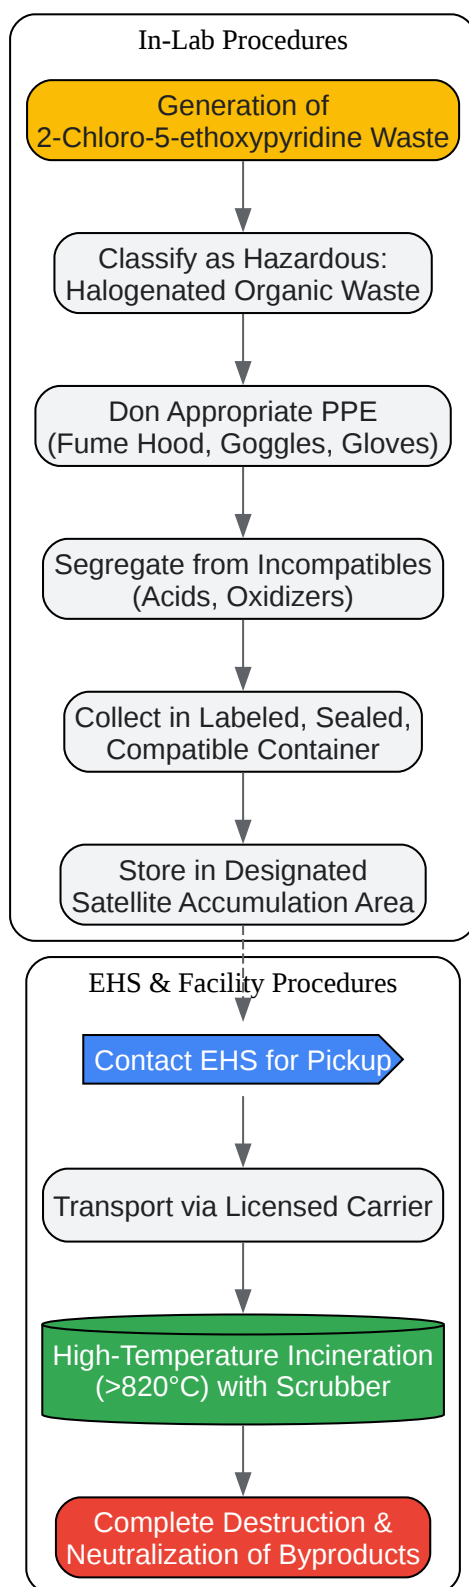 In-Lab Procedures
Generation of
2-Chloro-5-ethoxypyridine Waste
Classify as Hazardous:
Halogenated Organic Waste
Don Appropriate PPE
(Fume Hood, Goggles, Gloves)
Segregate from Incompatibles
(Acids, Oxidizers)
Collect in Labeled, Sealed,
Compatible Container
Store in Designated
Satellite Accumulation Area
EHS & Facility Procedures
Contact EHS for Pickup
Transport via Licensed Carrier
High-Temperature Incineration
(>820°C) with Scrubber
Complete Destruction &
Neutralization of Byproducts